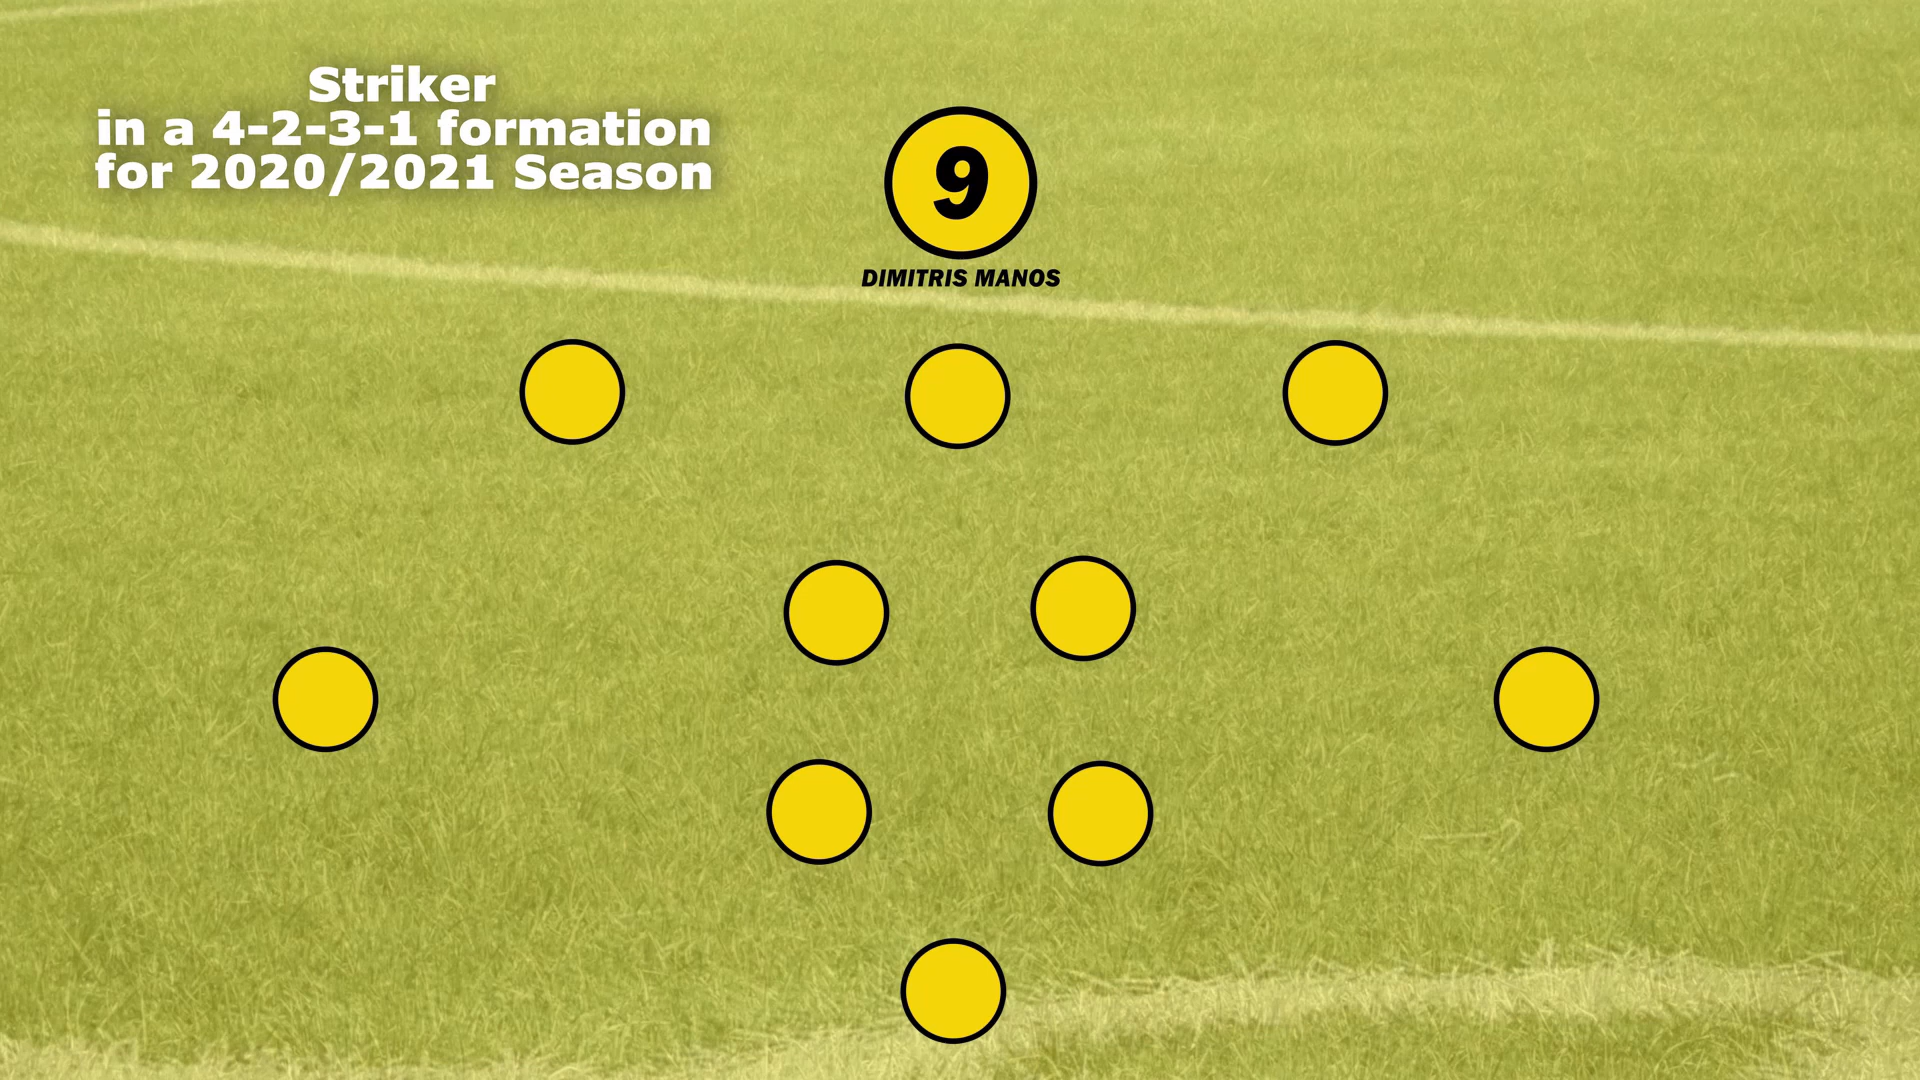 Striker
in a 4-2-3-1 formation
for 2020/2021 Season
9
DIMITRIS MANOS